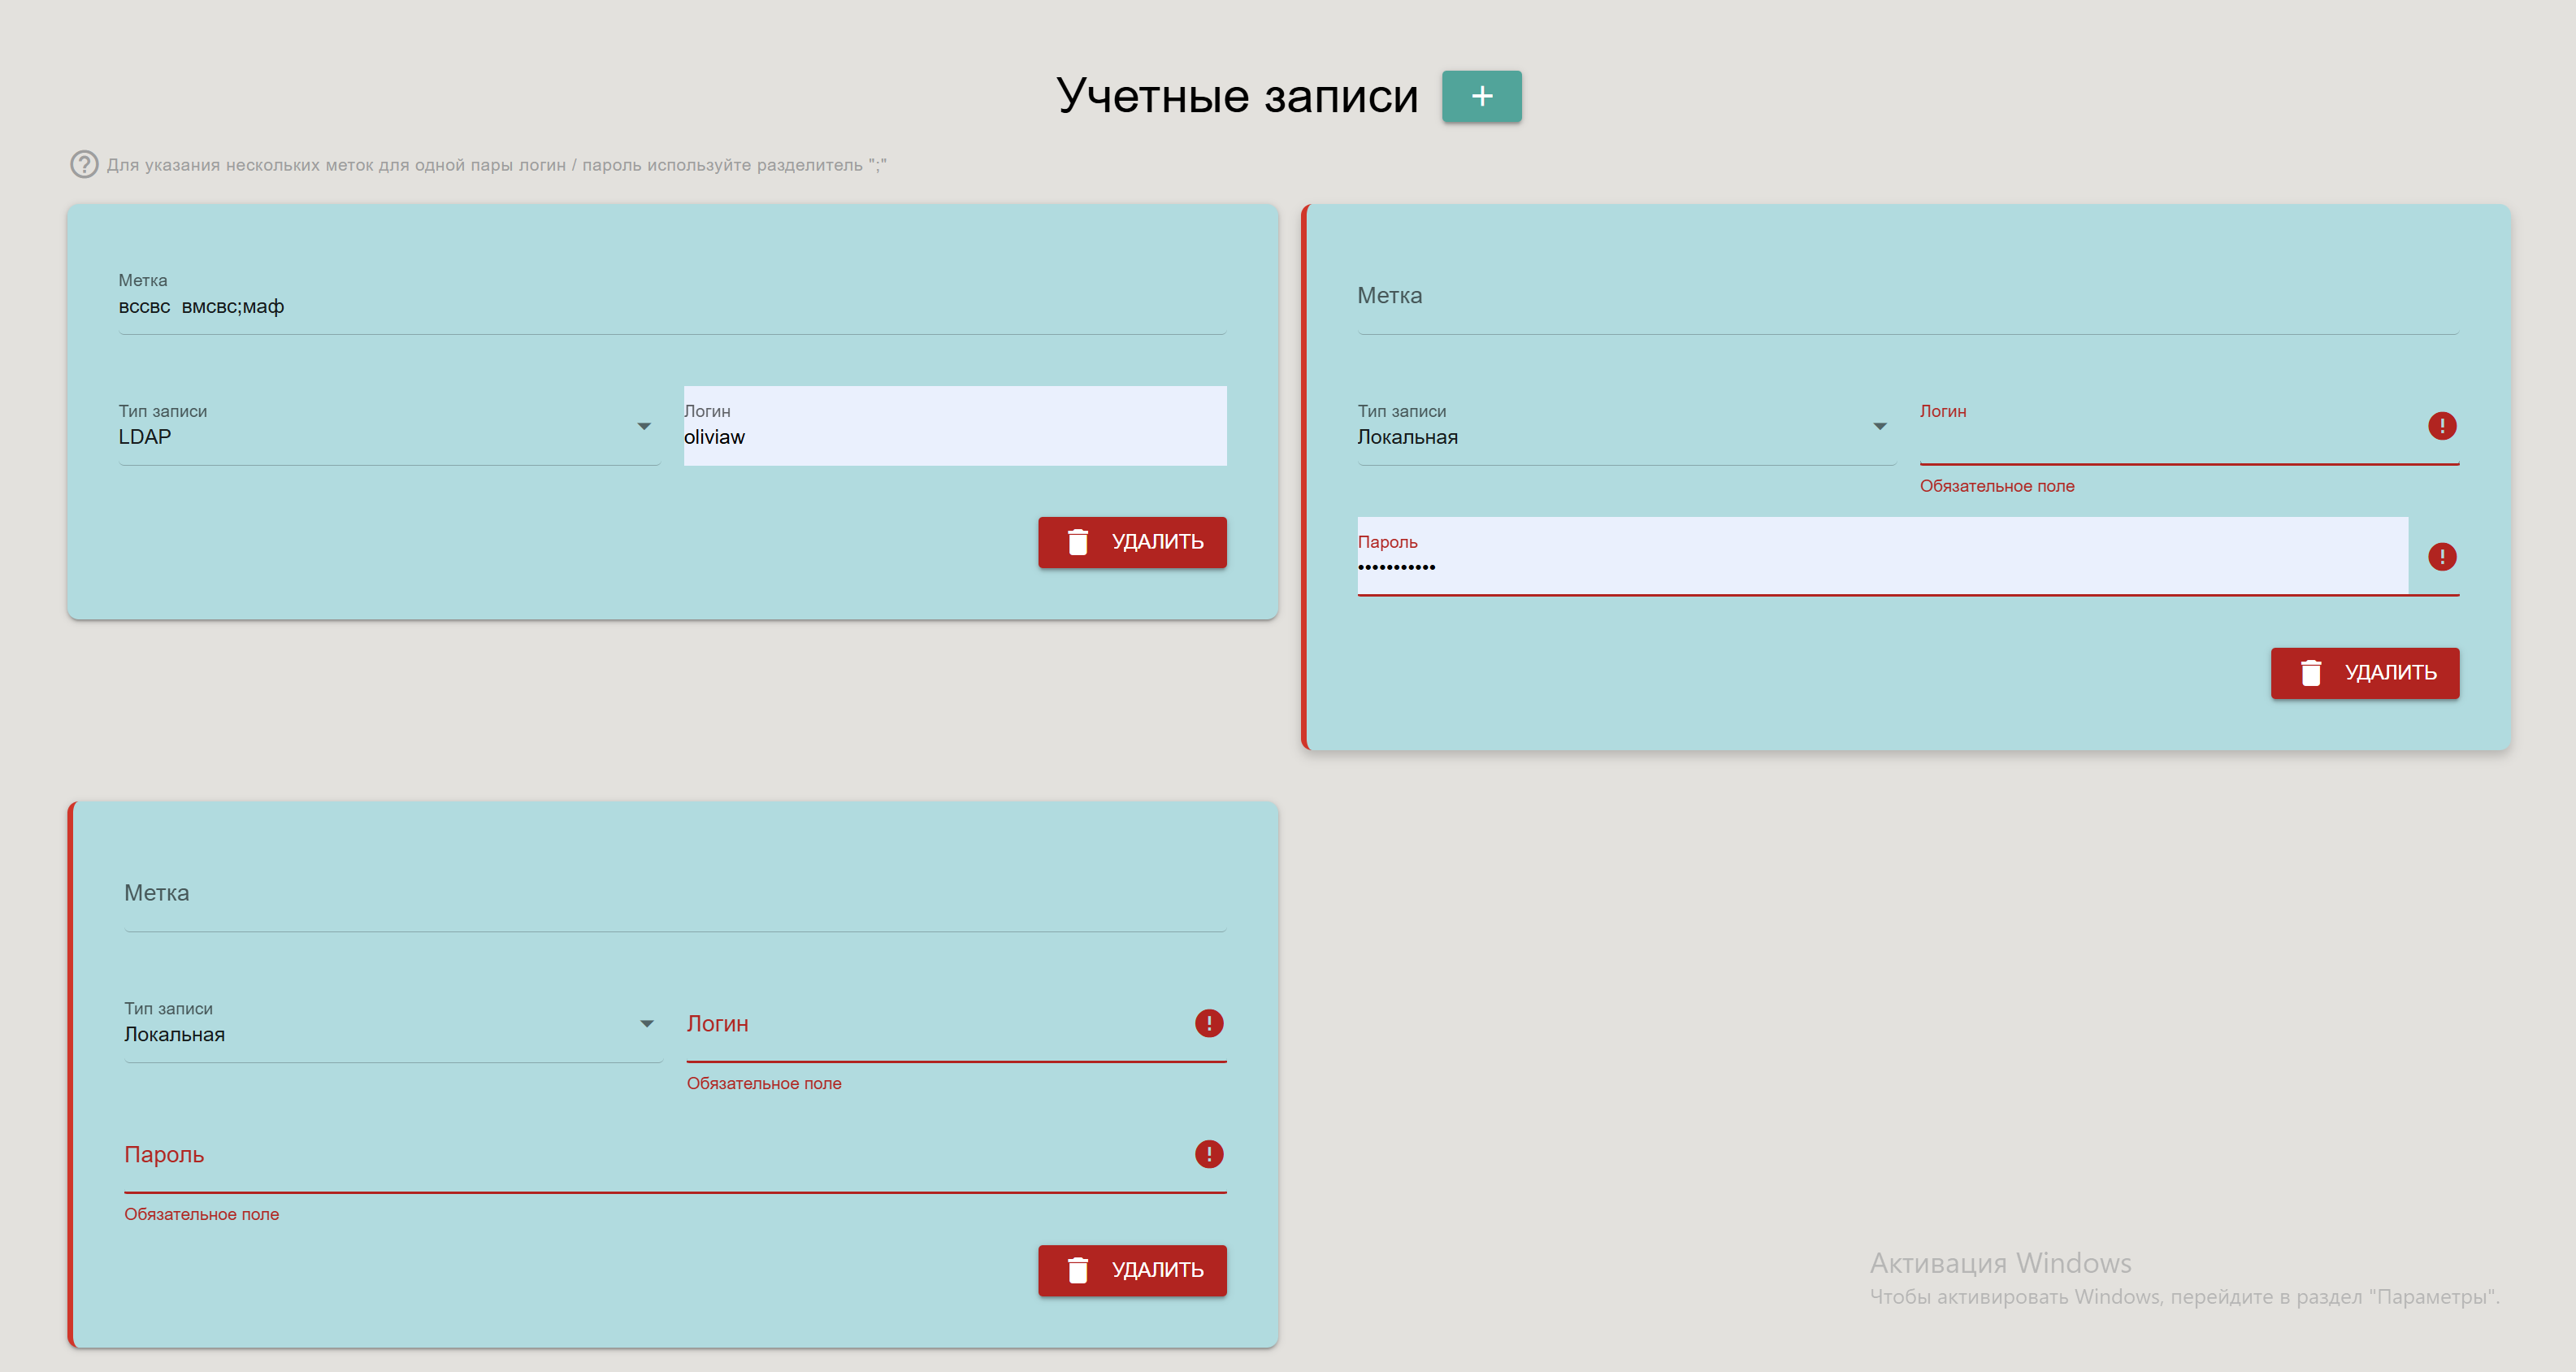 Учетные записи +
Для указания нескольких меток для одной пары логин / пароль используйте разделитель ";"
Метка
вссвс  вмсвс;маф
Тип записи
LDAP
Логин
oliviaw
УДАЛИТЬ
Метка
Тип записи
Локальная
Логин
Обязательное поле
Пароль
•••••••••••
УДАЛИТЬ
Метка
Тип записи
Локальная
Логин
Обязательное поле
Пароль
Обязательное поле
УДАЛИТЬ
Активация Windows
Чтобы активировать Windows, перейдите в раздел "Параметры".